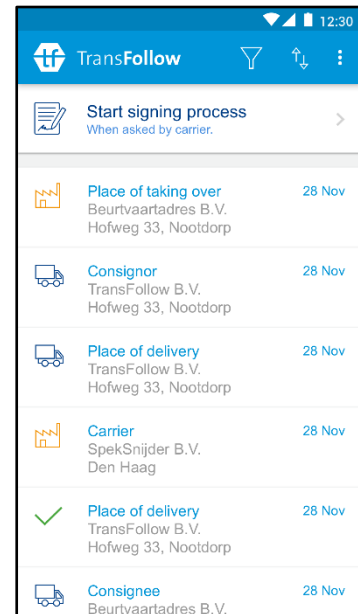 12:30
tf TransFollow
Start signing process
When asked by carrier.
Place of taking over 28 Nov
Beurtvaartadres B.V.
Hofweg 33, Nootdorp
Consignor 28 Nov
TransFollow B.V.
Hofweg 33, Nootdorp
Place of delivery 28 Nov
TransFollow B.V.
Hofweg 33, Nootdorp
Carrier 28 Nov
SpekSnijder B.V.
Den Haag
Place of delivery 28 Nov
TransFollow B.V.
Hofweg 33, Nootdorp
Consignee 28 Nov
Beurtvaartadres B.V.